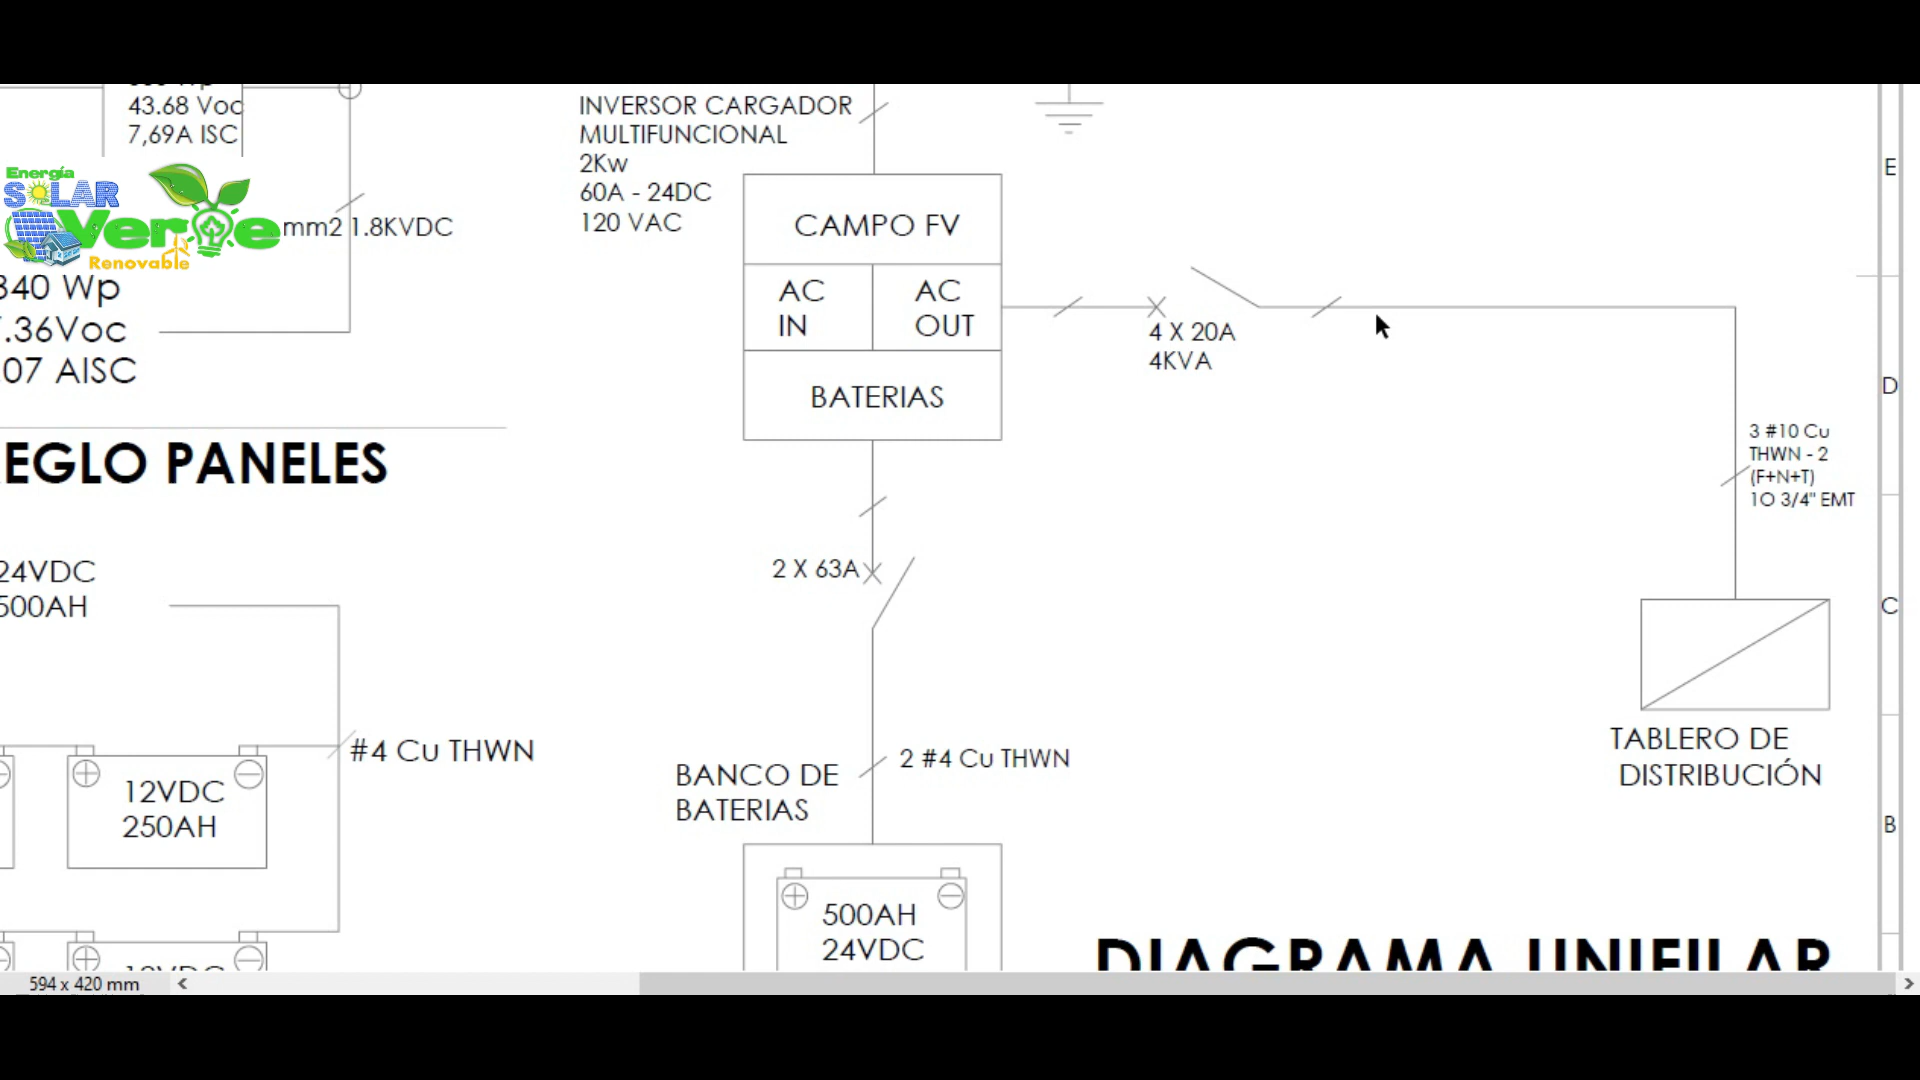 43.68 Voc
7,69A ISC
Energía
SOLAR
Verde
Renovable
mm2 1.8KVDC
340 Wp
7.36Voc
07 AISC
EGLO PANELES
24VDC
500AH
#4 Cu THWN
12VDC
250AH
INVERSOR CARGADOR
MULTIFUNCIONAL
2Kw
60A - 24DC
120 VAC
CAMPO FV
AC
IN
AC
OUT
BATERIAS
4 X 20A
4KVA
2 X 63A
2 #4 Cu THWN
BANCO DE
BATERIAS
500AH
24VDC
3 #10 Cu
THWN - 2
(F+N+T)
1O 3/4" EMT
TABLERO DE
DISTRIBUCIÓN
DIAGRAMA UNIFILAR
E
D
C
B
594 x 420 mm